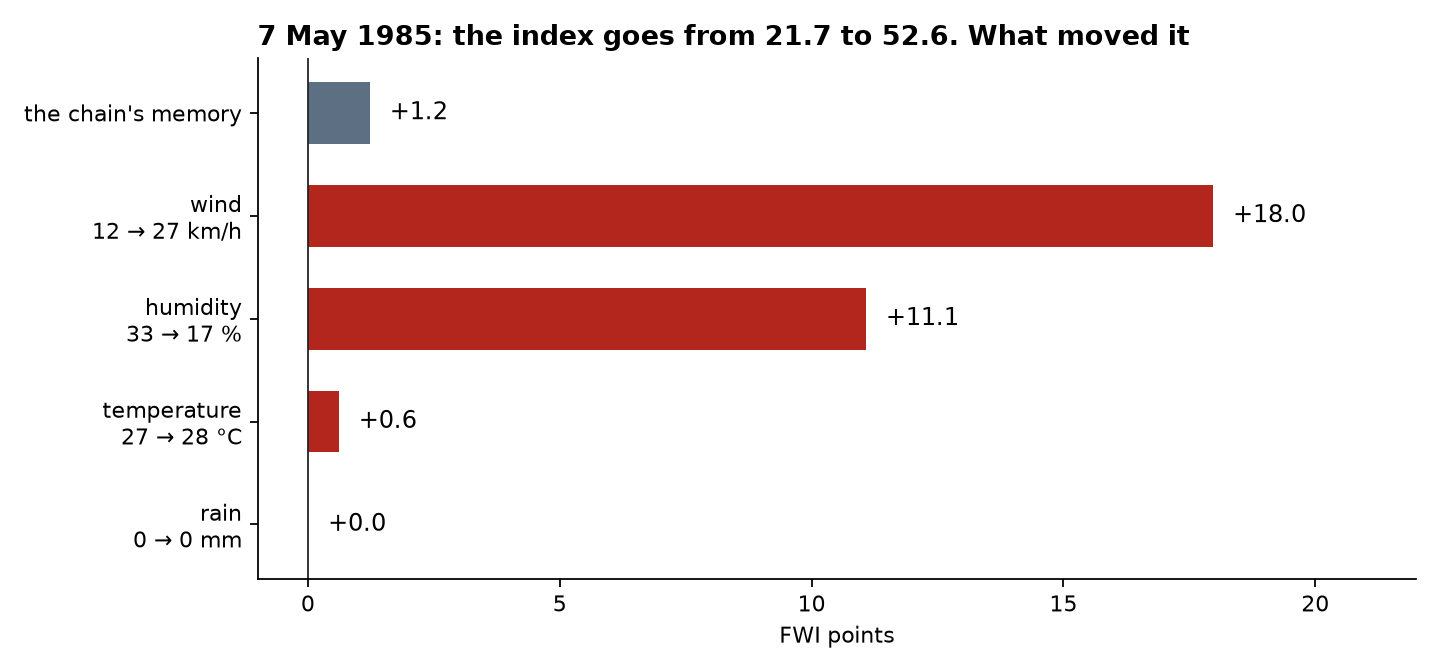 7 May 1985: the index goes from 21.7 to 52.6. What moved it
the chain's memory
+1.2
wind
12 → 27 km/h
+18.0
humidity
33 → 17 %
+11.1
temperature
27 → 28 °C
+0.6
rain
0 → 0 mm
+0.0
0 5 10 15 20
FWI points